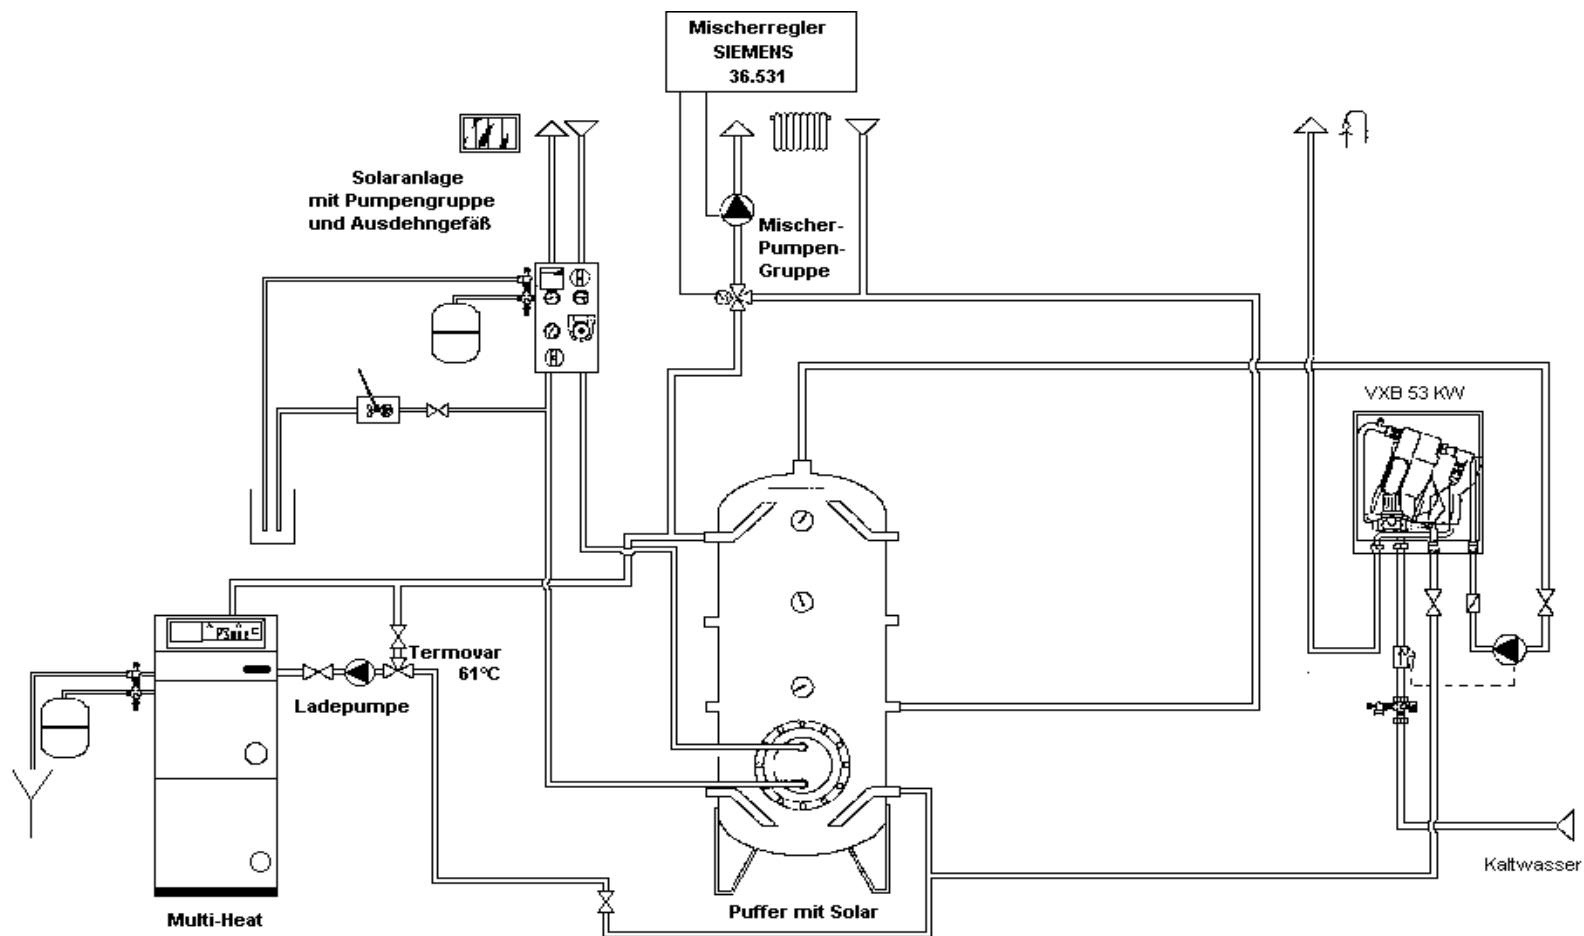 Mischerregler
SIEMENS
36.531
Solaranlage
mit Pumpengruppe
und Ausdehngefäß
Mischer-
Pumpen-
Gruppe
VXB 53 KW
Termovar
61°C
Ladepumpe
Kaltwasser
Puffer mit Solar
Multi-Heat